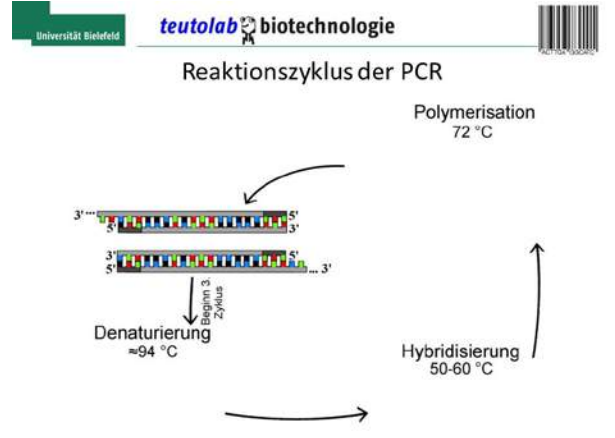 Universität Bielefeld
teutolab biotechnologie
Reaktionszyklus der PCR
Polymerisation
72 °C
3'... 5'
5' 3'
3' 5'
5' ... 3'
Beginn 3.
Zyklus
Denaturierung
≈94 °C
Hybridisierung
50-60 °C